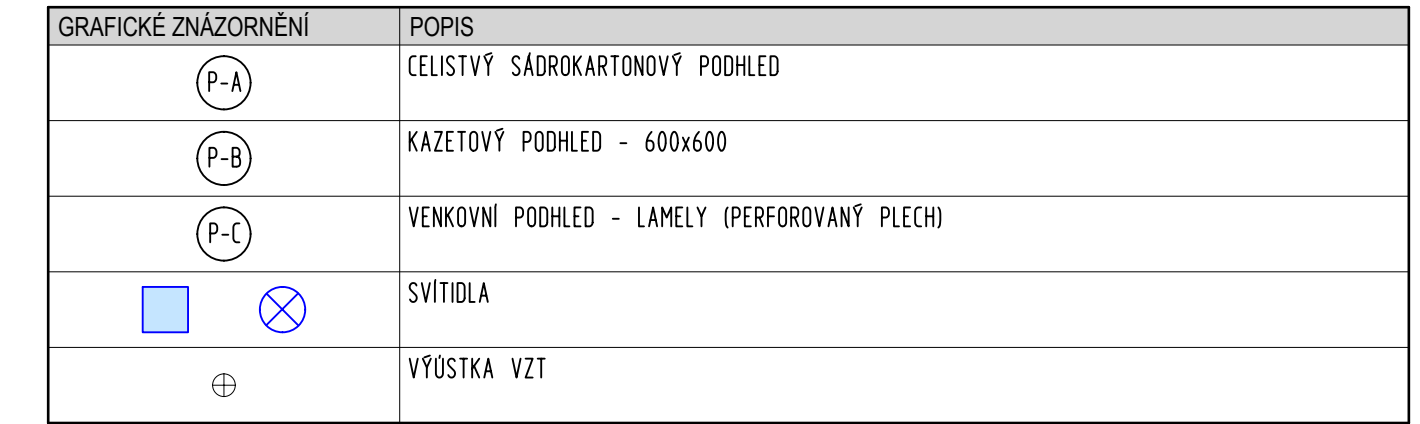 GRAFICKÉ ZNÁZORNĚNÍ POPIS
P-A CELISTVÝ SÁDROKARTONOVÝ PODHLED
P-B KAZETOVÝ PODHLED - 600x600
P-C VENKOVNÍ PODHLED - LAMELY (PERFOROVANÝ PLECH)
SVÍTIDLA
VÝÚSTKA VZT